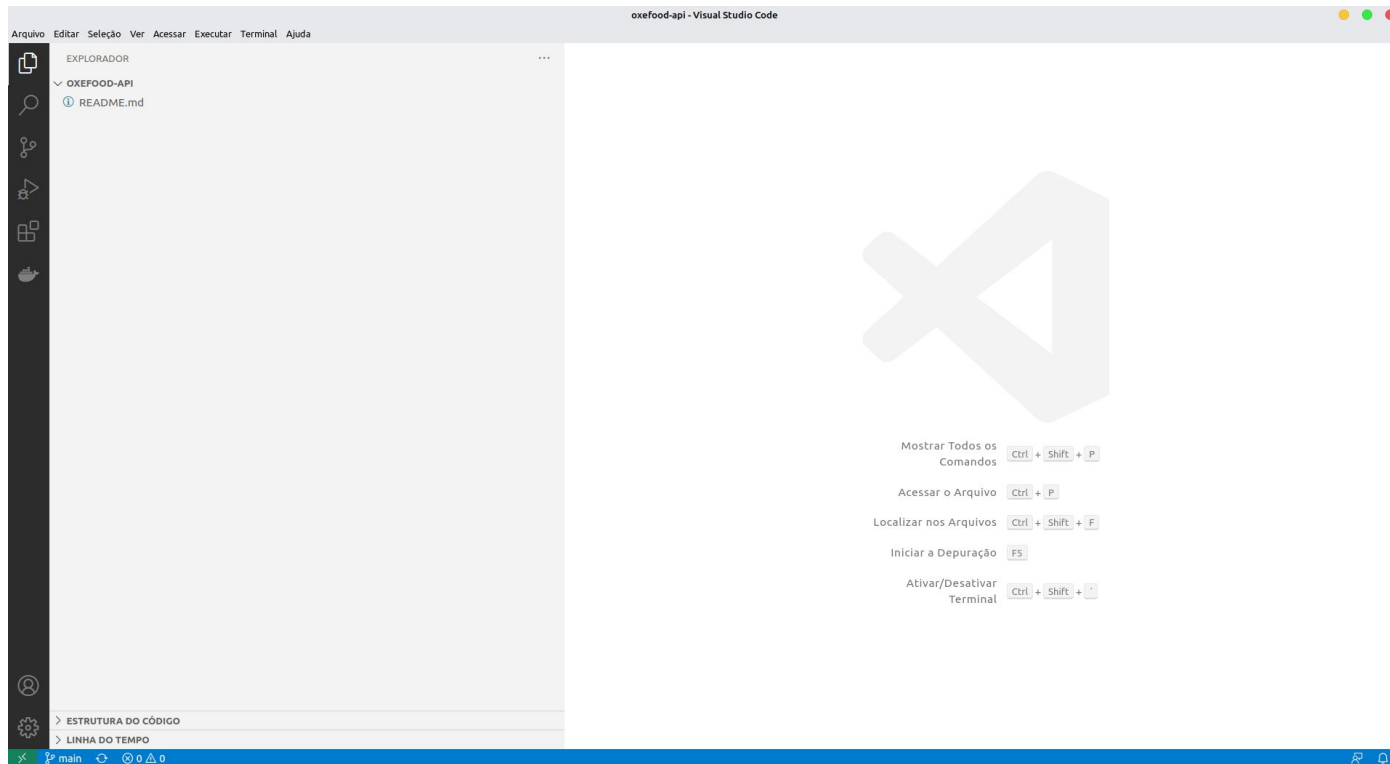 oxefood-api - Visual Studio Code
Arquivo Editar Seleção Ver Acessar Executar Terminal Ajuda
EXPLORADOR
OXEFOOD-API
README.md
Mostrar Todos os
Comandos Ctrl + Shift + P
Acessar o Arquivo Ctrl + P
Localizar nos Arquivos Ctrl + Shift + F
Iniciar a Depuração F5
Ativar/Desativar
Terminal Ctrl + Shift + ´
ESTRUTURA DO CÓDIGO
LINHA DO TEMPO
main 0 0